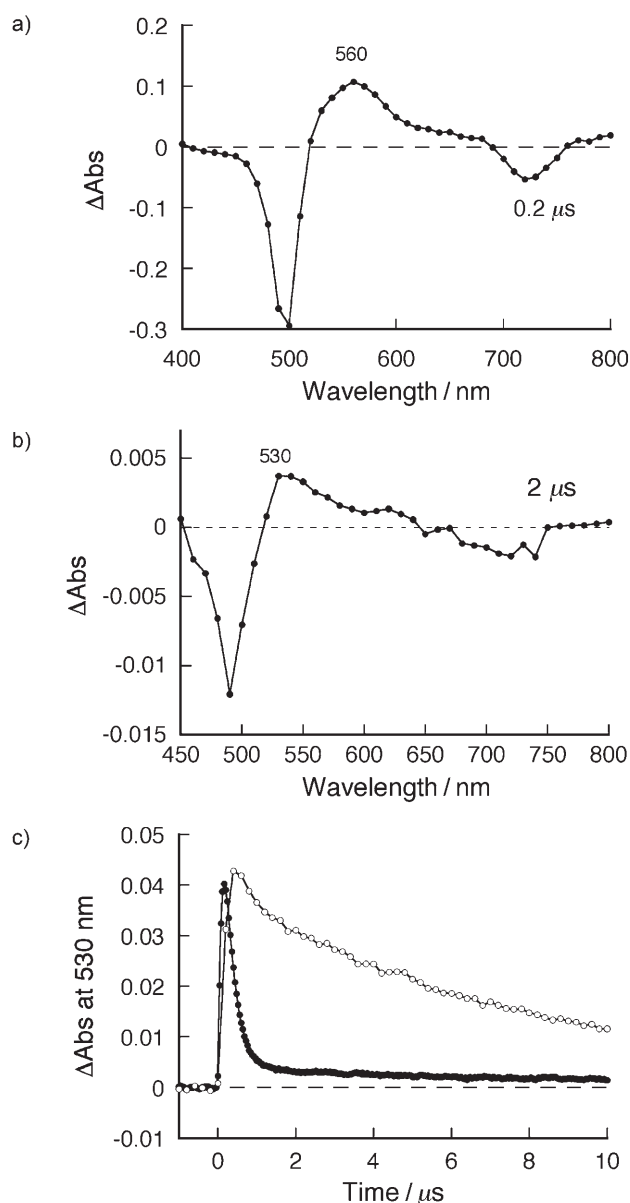 a)
0.2
0.1
0
-0.1
-0.2
-0.3
ΔAbs
560
0.2 μs
400 500 600 700 800
Wavelength / nm
b)
0.005
0
-0.005
-0.01
-0.015
ΔAbs
530
2 μs
450 500 550 600 650 700 750 800
Wavelength / nm
c)
0.05
0.04
0.03
0.02
0.01
0
-0.01
ΔAbs at 530 nm
0 2 4 6 8 10
Time / μs